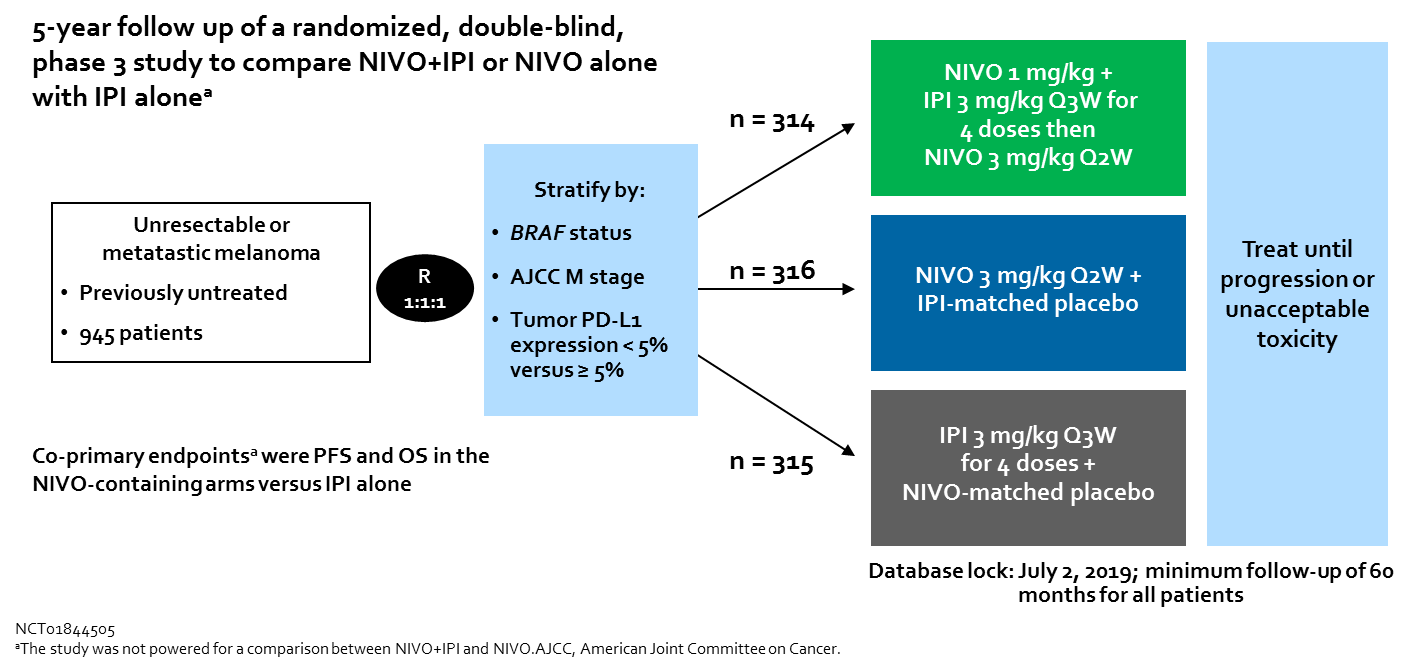 5-year follow up of a randomized, double-blind,
phase 3 study to compare NIVO+IPI or NIVO alone
with IPI aloneᵃ
Unresectable or
metatastic melanoma
• Previously untreated
• 945 patients
R
1:1:1
Stratify by:
• BRAF status
• AJCC M stage
• Tumor PD-L1
expression < 5%
versus ≥ 5%
n = 314
n = 316
n = 315
NIVO 1 mg/kg +
IPI 3 mg/kg Q3W for
4 doses then
NIVO 3 mg/kg Q2W
NIVO 3 mg/kg Q2W +
IPI-matched placebo
IPI 3 mg/kg Q3W
for 4 doses +
NIVO-matched placebo
Treat until
progression or
unacceptable
toxicity
Co-primary endpointsᵃ were PFS and OS in the
NIVO-containing arms versus IPI alone
Database lock: July 2, 2019; minimum follow-up of 60
months for all patients
NCT01844505
ᵃThe study was not powered for a comparison between NIVO+IPI and NIVO.AJCC, American Joint Committee on Cancer.